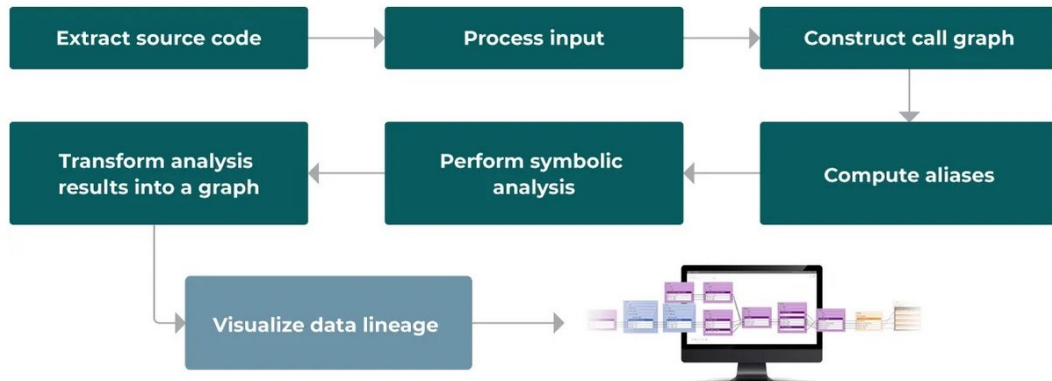 Extract source code
Process input
Construct call graph
Transform analysis
results into a graph
Perform symbolic
analysis
Compute aliases
Visualize data lineage